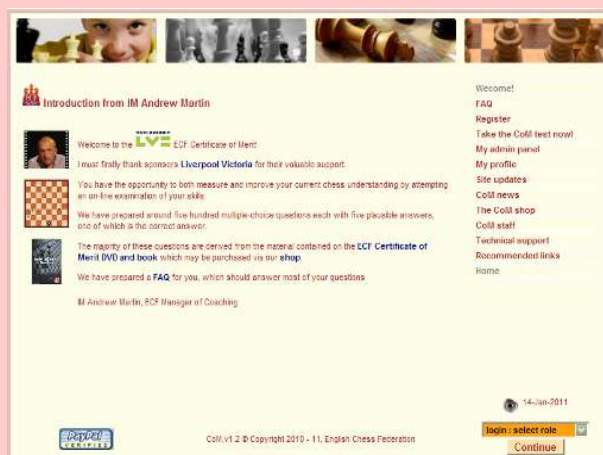 Introduction from IM Andrew Martin
Welcome to the LVE ECF Certificate of Merit!
I must firstly thank sponsors Liverpool Victoria for their valuable support.
You have the opportunity to both measure and improve your current chess understanding by attempting
an on-line examination of your skills.
We have prepared around five hundred multiple-choice questions each with five plausible answers,
one of which is the correct answer.
The majority of these questions are derived from the material contained on the ECF Certificate of
Merit DVD and book which may be purchased via our shop.
We have prepared a FAQ for you, which should answer most of your questions
IM Andrew Martin, ECF Manager of Coaching
Welcome!
FAQ
Register
Take the CoM test now!
My admin panel
My profile
Site updates
CoM news
The CoM shop
CoM staff
Technical support
Recommended links
Home
14-Jan-2011
login : select role
Continue
PayPal
VERIFIED
CoM.v1.2 © Copyright 2010 - 11, English Chess Federation